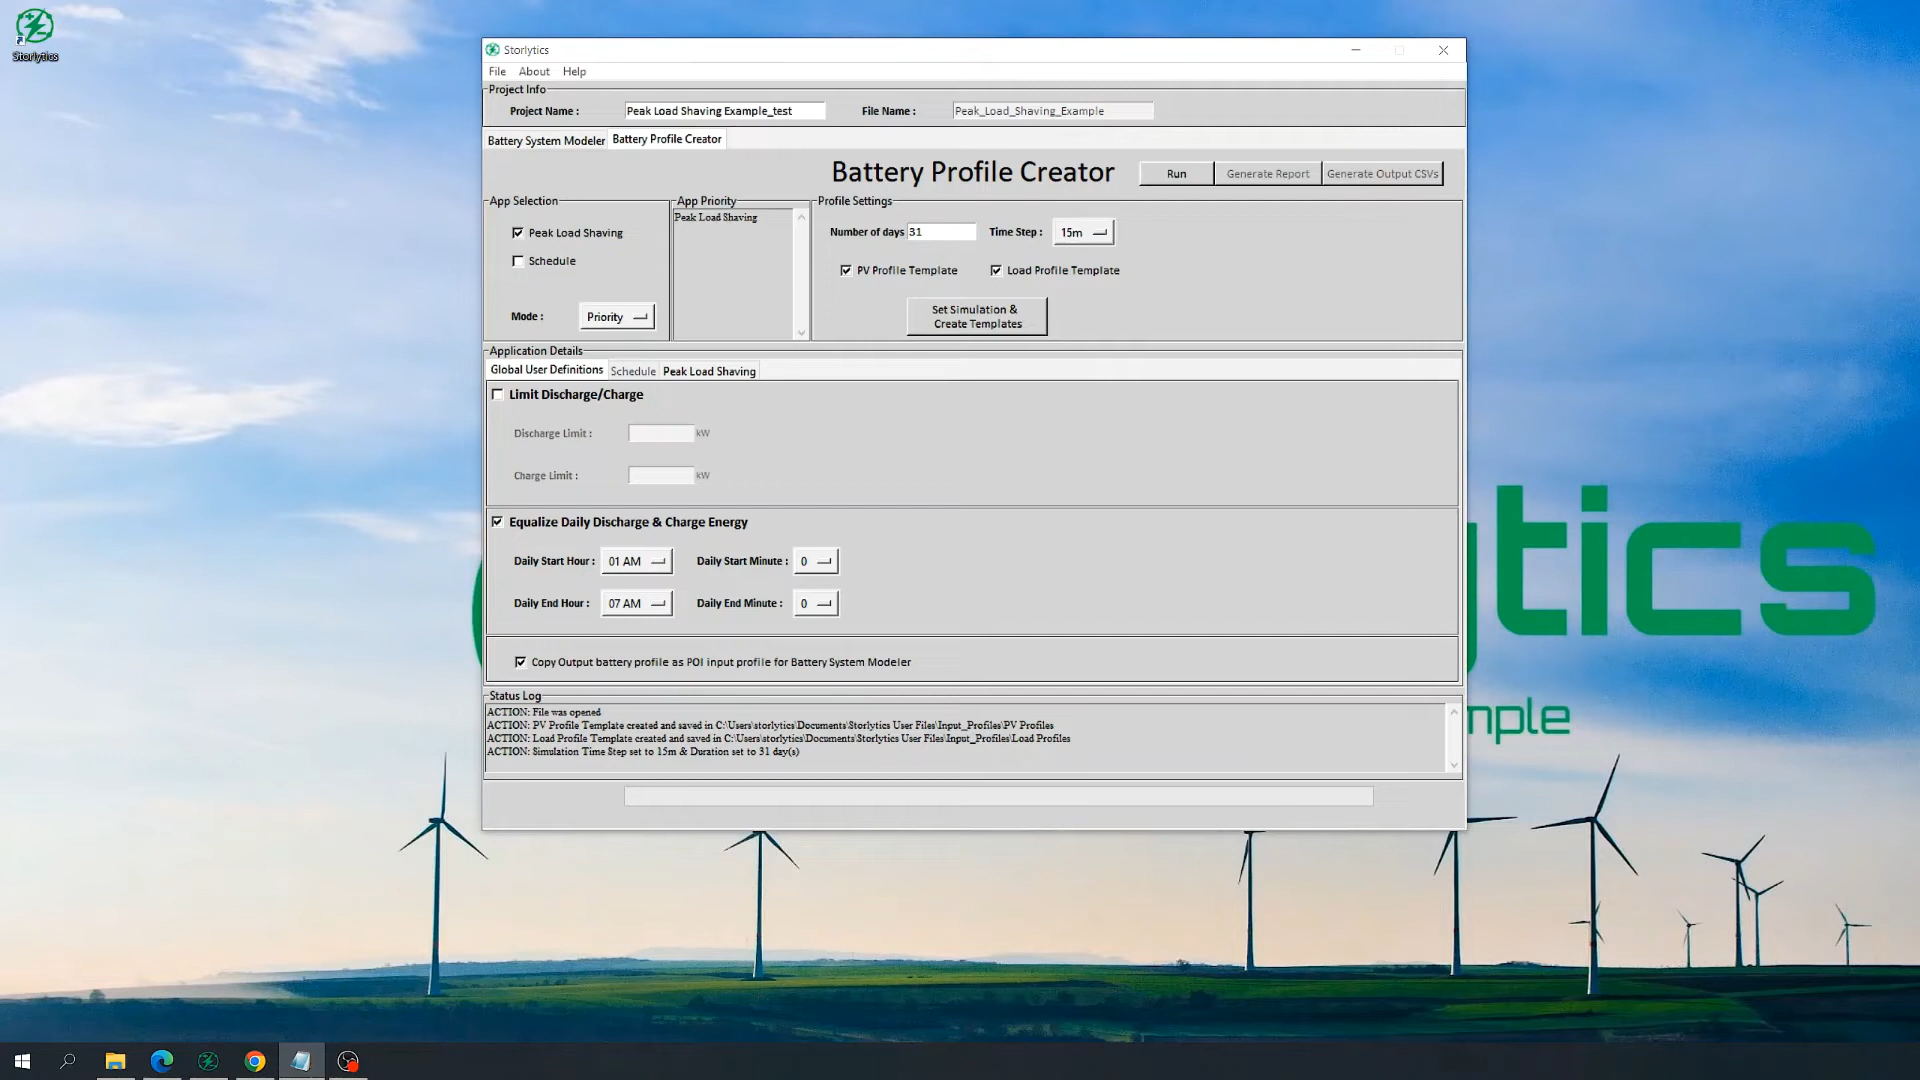 Storlytics
Storlytics
File About Help
Project Info
Project Name : Peak Load Shaving Example_test File Name : Peak_Load_Shaving_Example
Battery System Modeler Battery Profile Creator
Battery Profile Creator Run Generate Report Generate Output CSVs
App Selection App Priority Profile Settings
Peak Load Shaving
Peak Load Shaving Number of days 31 Time Step : 15m
Schedule
PV Profile Template Load Profile Template
Mode : Priority
Set Simulation &
Create Templates
Application Details
Global User Definitions Schedule Peak Load Shaving
Limit Discharge/Charge
Discharge Limit : kW
Charge Limit : kW
Equalize Daily Discharge & Charge Energy
Daily Start Hour : 01 AM Daily Start Minute : 0
Daily End Hour : 07 AM Daily End Minute : 0
Copy Output battery profile as POI input profile for Battery System Modeler
tics
Status Log
ACTION: File was opened
ACTION: PV Profile Template created and saved in C:\Users\storlytics\Documents\Storlytics User Files\Input_Profiles\PV Profiles
ACTION: Load Profile Template created and saved in C:\Users\storlytics\Documents\Storlytics User Files\Input_Profiles\Load Profiles
ACTION: Simulation Time Step set to 15m & Duration set to 31 day(s)
mple